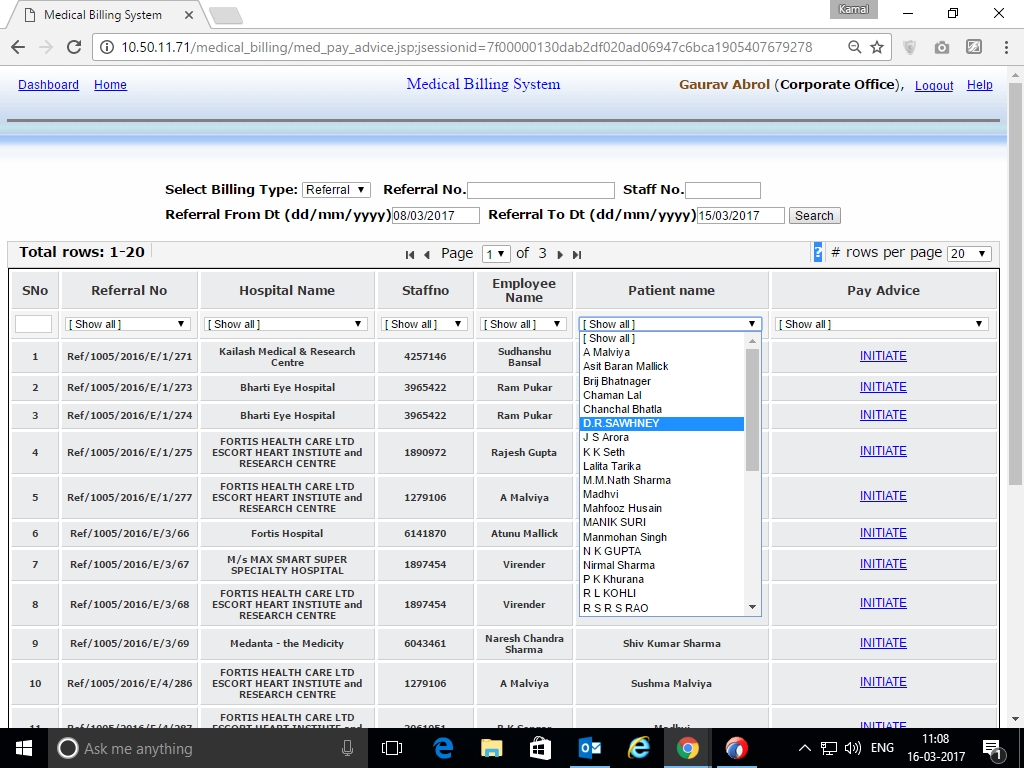 Medical Billing System
Kamal
10.50.11.71/medical_billing/med_pay_advice.jsp;jsessionid=7f00000130dab2df020ad06947c6bca1905407679278
Dashboard Home Medical Billing System Gaurav Abrol (Corporate Office), Logout Help
Select Billing Type: Referral Referral No. Staff No.
Referral From Dt (dd/mm/yyyy) 08/03/2017 Referral To Dt (dd/mm/yyyy) 15/03/2017 Search
Total rows: 1-20 Page 1 of 3 ? # rows per page 20
SNo Referral No Hospital Name Staffno Employee Name Patient name Pay Advice
[ Show all ] [ Show all ] [ Show all ] [ Show all ] [ Show all ] [ Show all ]
[ Show all ]
A Malviya
Asit Baran Mallick
Brij Bhatnager
Chaman Lal
Chanchal Bhatla
D.R.SAWHNEY
J S Arora
K K Seth
Lalita Tarika
M.M.Nath Sharma
Madhvi
Mahfooz Husain
MANIK SURI
Manmohan Singh
N K GUPTA
Nirmal Sharma
P K Khurana
R L KOHLI
R S R S RAO
1 Ref/1005/2016/E/1/271 Kailash Medical & Research Centre 4257146 Sudhanshu Bansal INITIATE
2 Ref/1005/2016/E/1/273 Bharti Eye Hospital 3965422 Ram Pukar INITIATE
3 Ref/1005/2016/E/1/274 Bharti Eye Hospital 3965422 Ram Pukar INITIATE
4 Ref/1005/2016/E/1/275 FORTIS HEALTH CARE LTD ESCORT HEART INSTIUTE and RESEARCH CENTRE 1890972 Rajesh Gupta INITIATE
5 Ref/1005/2016/E/1/277 FORTIS HEALTH CARE LTD ESCORT HEART INSTIUTE and RESEARCH CENTRE 1279106 A Malviya INITIATE
6 Ref/1005/2016/E/3/66 Fortis Hospital 6141870 Atunu Mallick INITIATE
7 Ref/1005/2016/E/3/67 M/s MAX SMART SUPER SPECIALTY HOSPITAL 1897454 Virender INITIATE
8 Ref/1005/2016/E/3/68 FORTIS HEALTH CARE LTD ESCORT HEART INSTIUTE and RESEARCH CENTRE 1897454 Virender INITIATE
9 Ref/1005/2016/E/3/69 Medanta - the Medicity 6043461 Naresh Chandra Sharma Shiv Kumar Sharma INITIATE
10 Ref/1005/2016/E/4/286 FORTIS HEALTH CARE LTD ESCORT HEART INSTIUTE and RESEARCH CENTRE 1279106 A Malviya Sushma Malviya INITIATE
FORTIS HEALTH CARE LTD Madhvi INITIATE
Ask me anything
ENG
11:08
16-03-2017
1